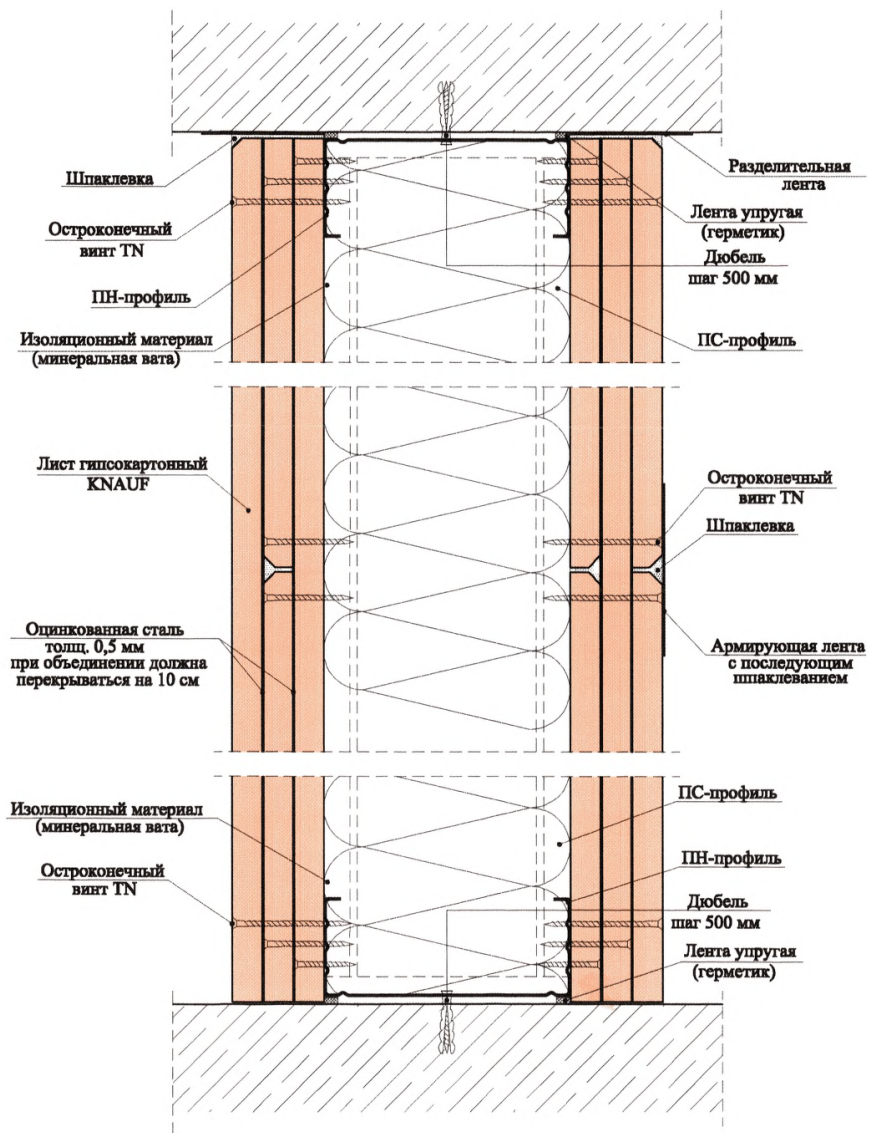 Шпаклевка
Остроконечный
винт TN
ПН-профиль
Изоляционный материал
(минеральная вата)
Разделительная
лента
Лента упругая
(герметик)
Дюбель
шаг 500 мм
ПС-профиль
Лист гипсокартонный
KNAUF
Оцинкованная сталь
толщ. 0,5 мм
при объединении должна
перекрываться на 10 см
Остроконечный
винт TN
Шпаклевка
Армирующая лента
с последующим
шпаклеванием
Изоляционный материал
(минеральная вата)
Остроконечный
винт TN
ПС-профиль
ПН-профиль
Дюбель
шаг 500 мм
Лента упругая
(герметик)